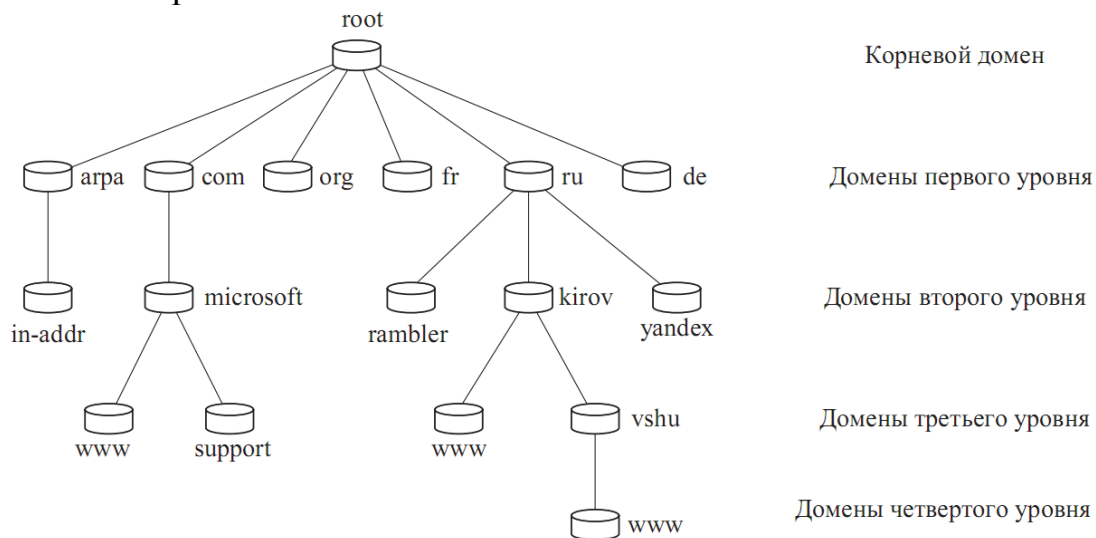 root
Корневой домен
arpa com org fr ru de Домены первого уровня
microsoft kirov Домены второго уровня
in-addr rambler yandex
vshu Домены третьего уровня
www support www
www Домены четвертого уровня